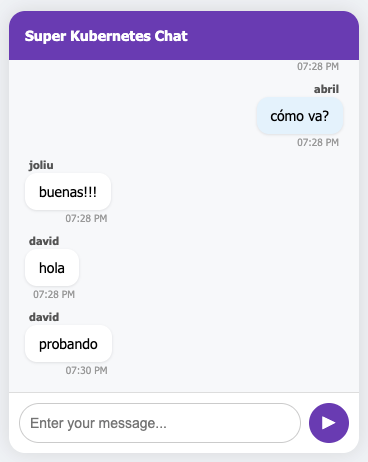 Super Kubernetes Chat
07:28 PM
abril
cómo va?
07:28 PM
joliu
buenas!!!
07:28 PM
david
hola
07:28 PM
david
probando
07:30 PM
Enter your message...